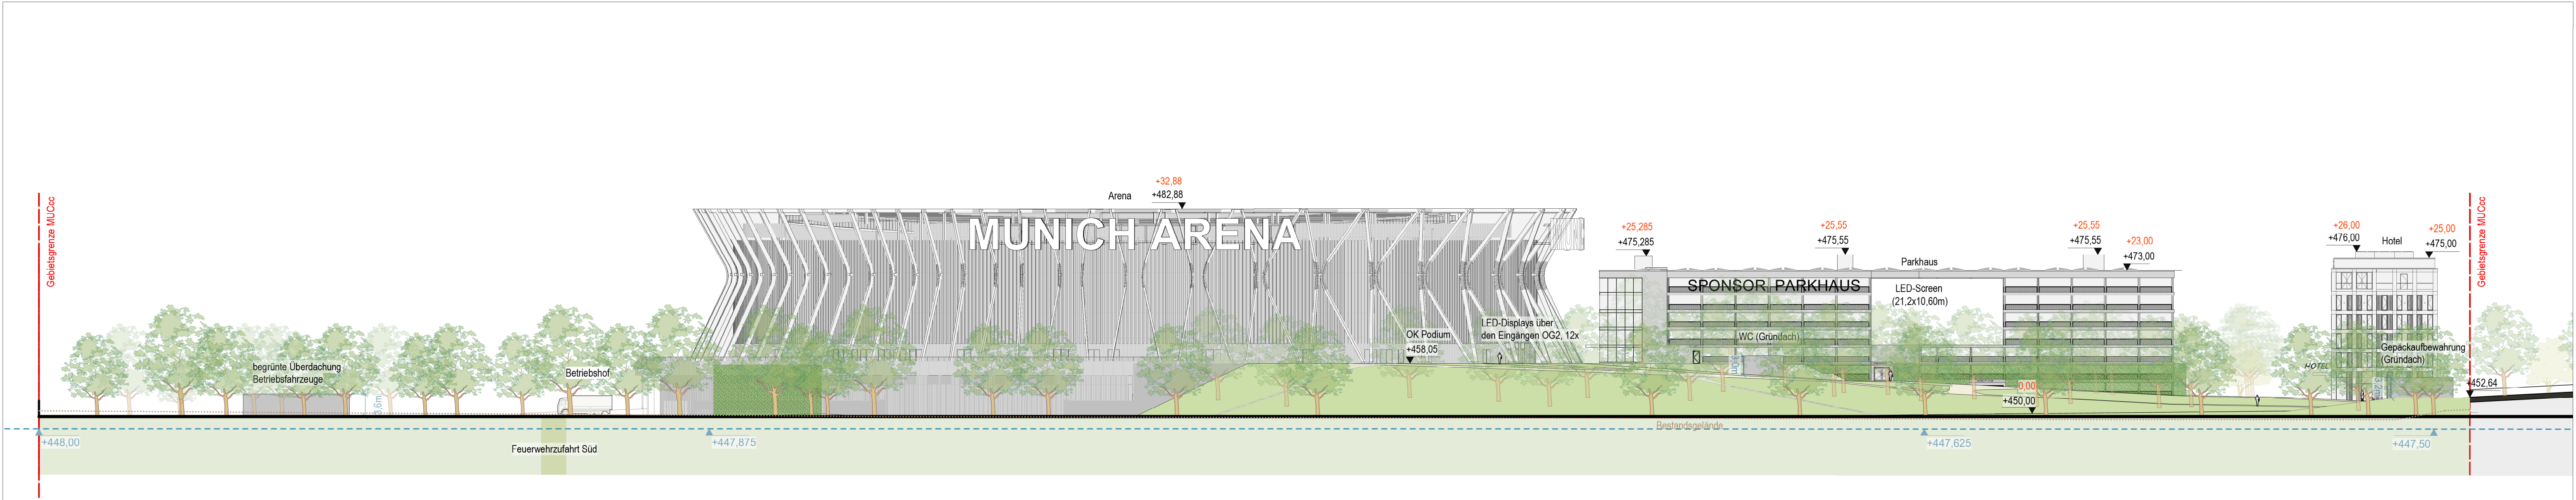 Gebietsgrenze MUCcc
Arena
+32,88
+482,88
MUNICH ARENA
begrünte Überdachung
Betriebsfahrzeuge
3,6m
Betriebshof
OK Podium
+458,05
LED-Displays über
den Eingängen OG2, 12x
+25,285
+475,285
+25,55
+475,55
Parkhaus
+25,55
+475,55
+23,00
+473,00
SPONSOR PARKHAUS
LED-Screen
(21,2x10,60m)
WC (Gründach)
0,00
+450,00
+26,00
+476,00
Hotel
+25,00
+475,00
HOTEL
Gepäckaufbewahrung
(Gründach)
+452,64
Gebietsgrenze MUCcc
Bestandsgelände
+448,00
+447,875
+447,625
+447,50
Feuerwehrzufahrt Süd